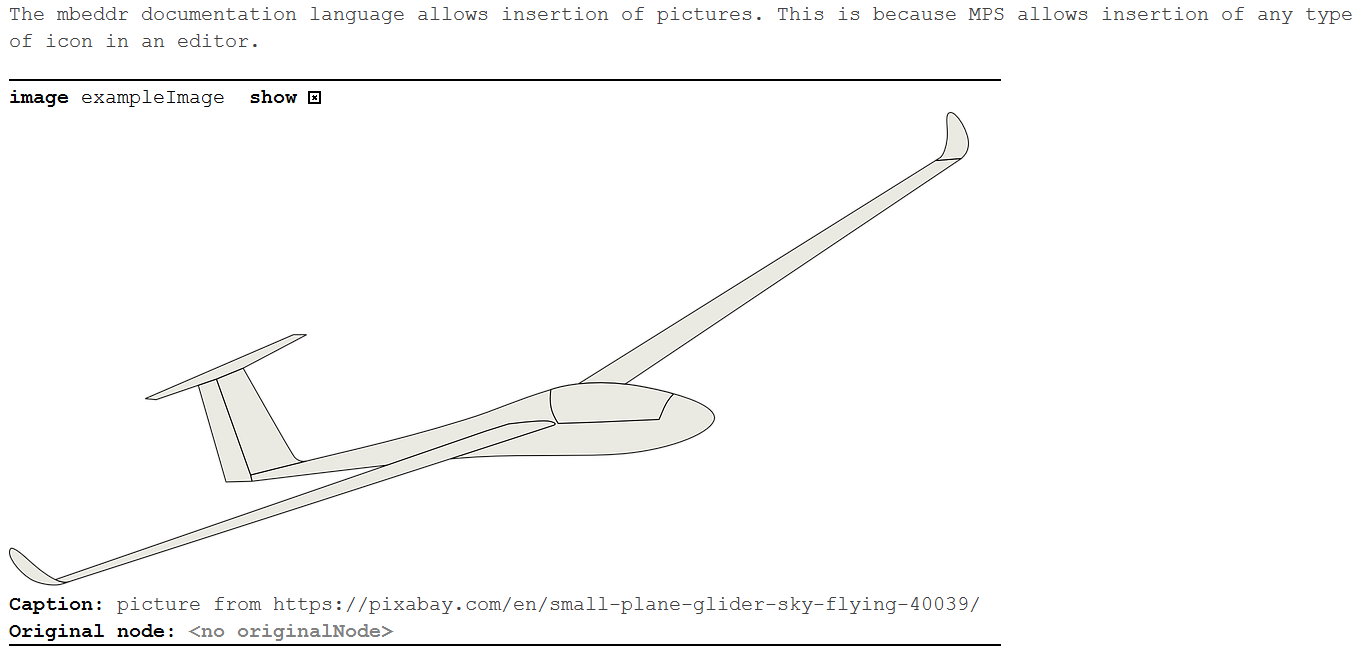 The mbeddr documentation language allows insertion of pictures. This is because MPS allows insertion of any type
of icon in an editor.
image exampleImage show
Caption: picture from https://pixabay.com/en/small-plane-glider-sky-flying-40039/
Original node: <no originalNode>